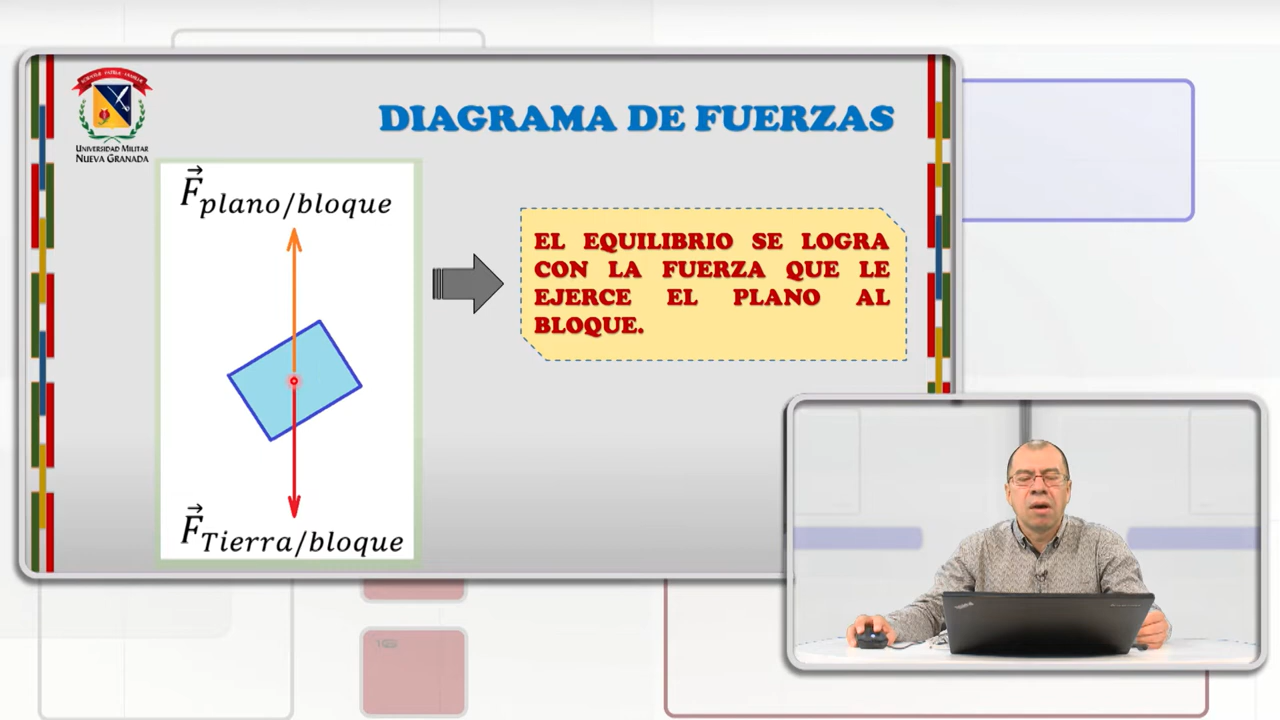 UNIVERSIDAD MILITAR
NUEVA GRANADA
DIAGRAMA DE FUERZAS
F⃗plano/bloque
EL EQUILIBRIO SE LOGRA
CON LA FUERZA QUE LE
EJERCE EL PLANO AL
BLOQUE.
F⃗Tierra/bloque